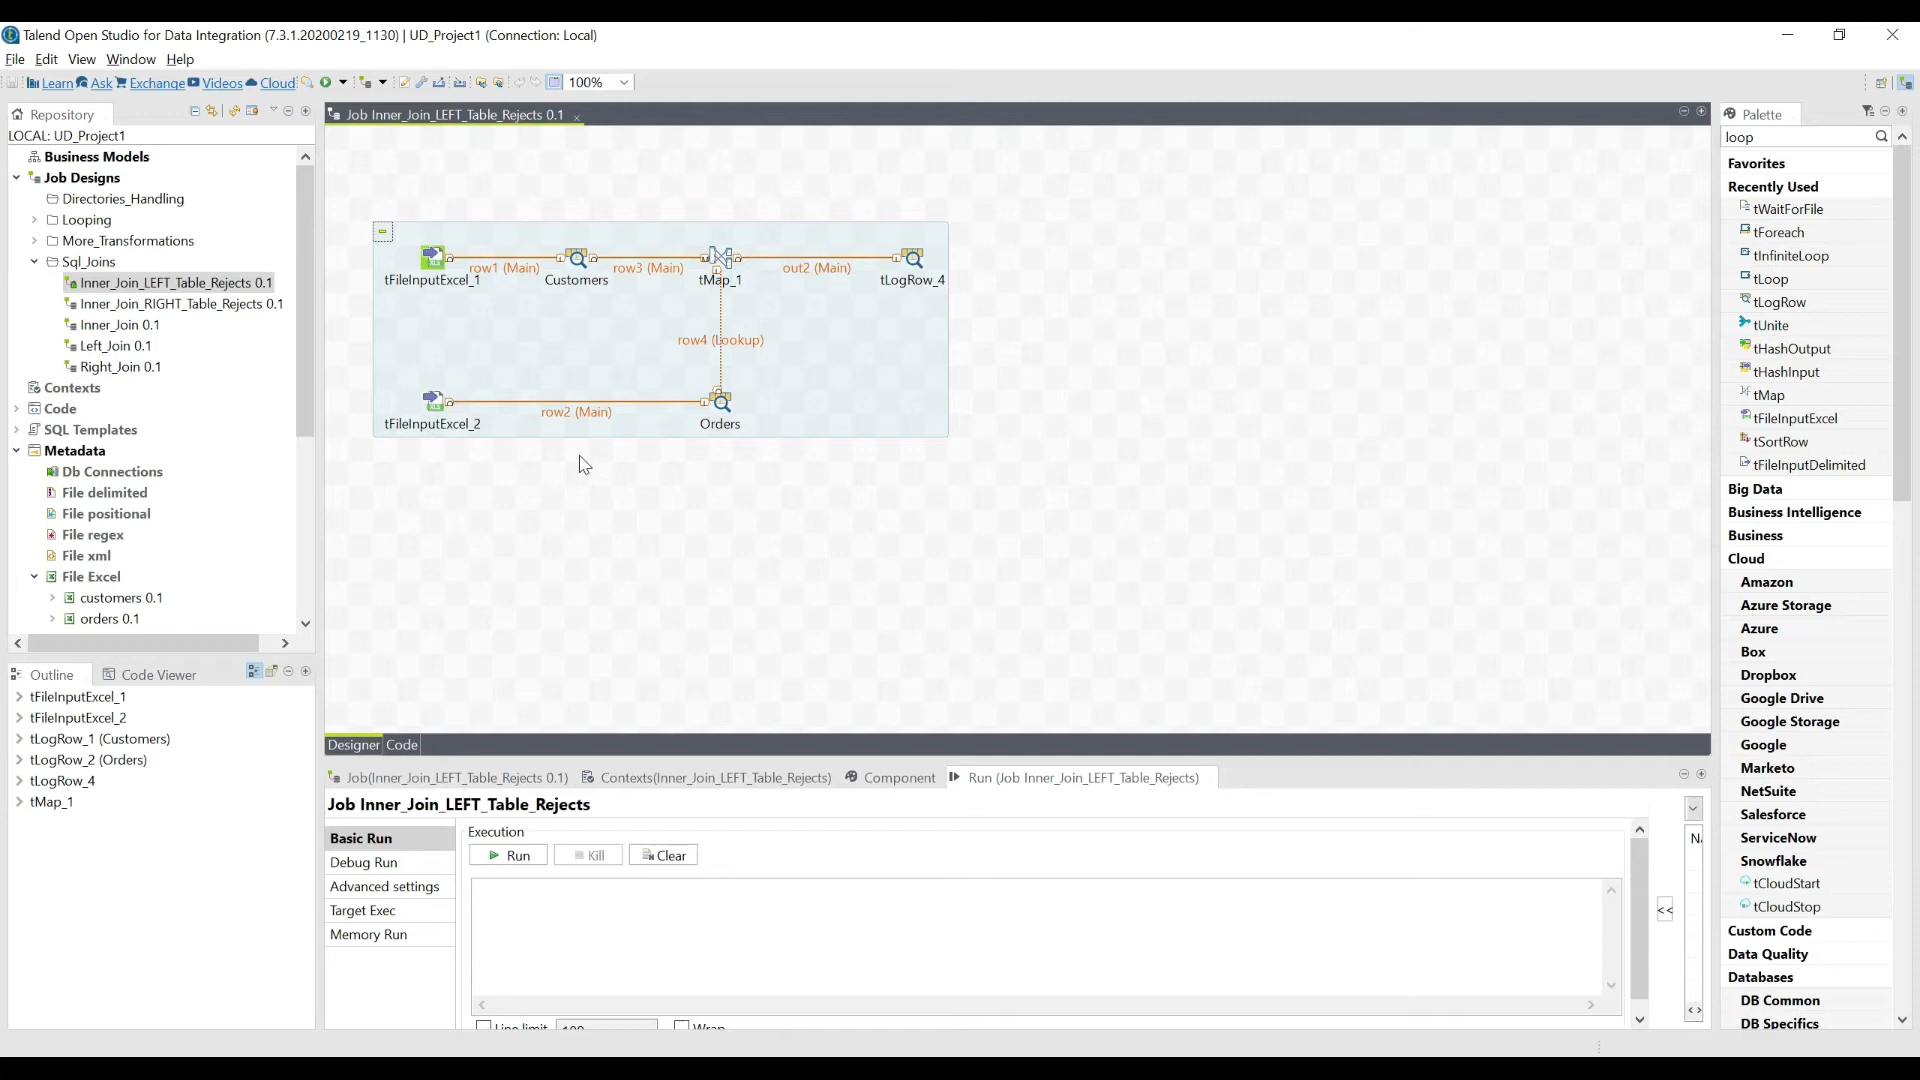 Talend Open Studio for Data Integration (7.3.1.20200219_1130) | UD_Project1 (Connection: Local)
File Edit View Window Help
Learn Ask Exchange Videos Cloud 100%
Repository
LOCAL: UD_Project1
Business Models
Job Designs
Directories_Handling
Looping
More_Transformations
Sql_Joins
Inner_Join_LEFT_Table_Rejects 0.1
Inner_Join_RIGHT_Table_Rejects 0.1
Inner_Join 0.1
Left_Join 0.1
Right_Join 0.1
Contexts
Code
SQL Templates
Metadata
Db Connections
File delimited
File positional
File regex
File xml
File Excel
customers 0.1
orders 0.1
Outline Code Viewer
tFileInputExcel_1
tFileInputExcel_2
tLogRow_1 (Customers)
tLogRow_2 (Orders)
tLogRow_4
tMap_1
Job Inner_Join_LEFT_Table_Rejects 0.1
row1 (Main) row3 (Main) out2 (Main)
tFileInputExcel_1 Customers tMap_1 tLogRow_4
row4 (Lookup)
row2 (Main)
tFileInputExcel_2 Orders
Designer Code
Job(Inner_Join_LEFT_Table_Rejects 0.1) Contexts(Inner_Join_LEFT_Table_Rejects) Component Run (Job Inner_Join_LEFT_Table_Rejects)
Job Inner_Join_LEFT_Table_Rejects
Basic Run
Debug Run
Advanced settings
Target Exec
Memory Run
Execution
Run Kill Clear
<<
Line limit 100 Wrap
Palette
loop
Favorites
Recently Used
tWaitForFile
tForeach
tInfiniteLoop
tLoop
tLogRow
tUnite
tHashOutput
tHashInput
tMap
tFileInputExcel
tSortRow
tFileInputDelimited
Big Data
Business Intelligence
Business
Cloud
Amazon
Azure Storage
Azure
Box
Dropbox
Google Drive
Google Storage
Google
Marketo
NetSuite
Salesforce
ServiceNow
Snowflake
tCloudStart
tCloudStop
Custom Code
Data Quality
Databases
DB Common
DB Specifics